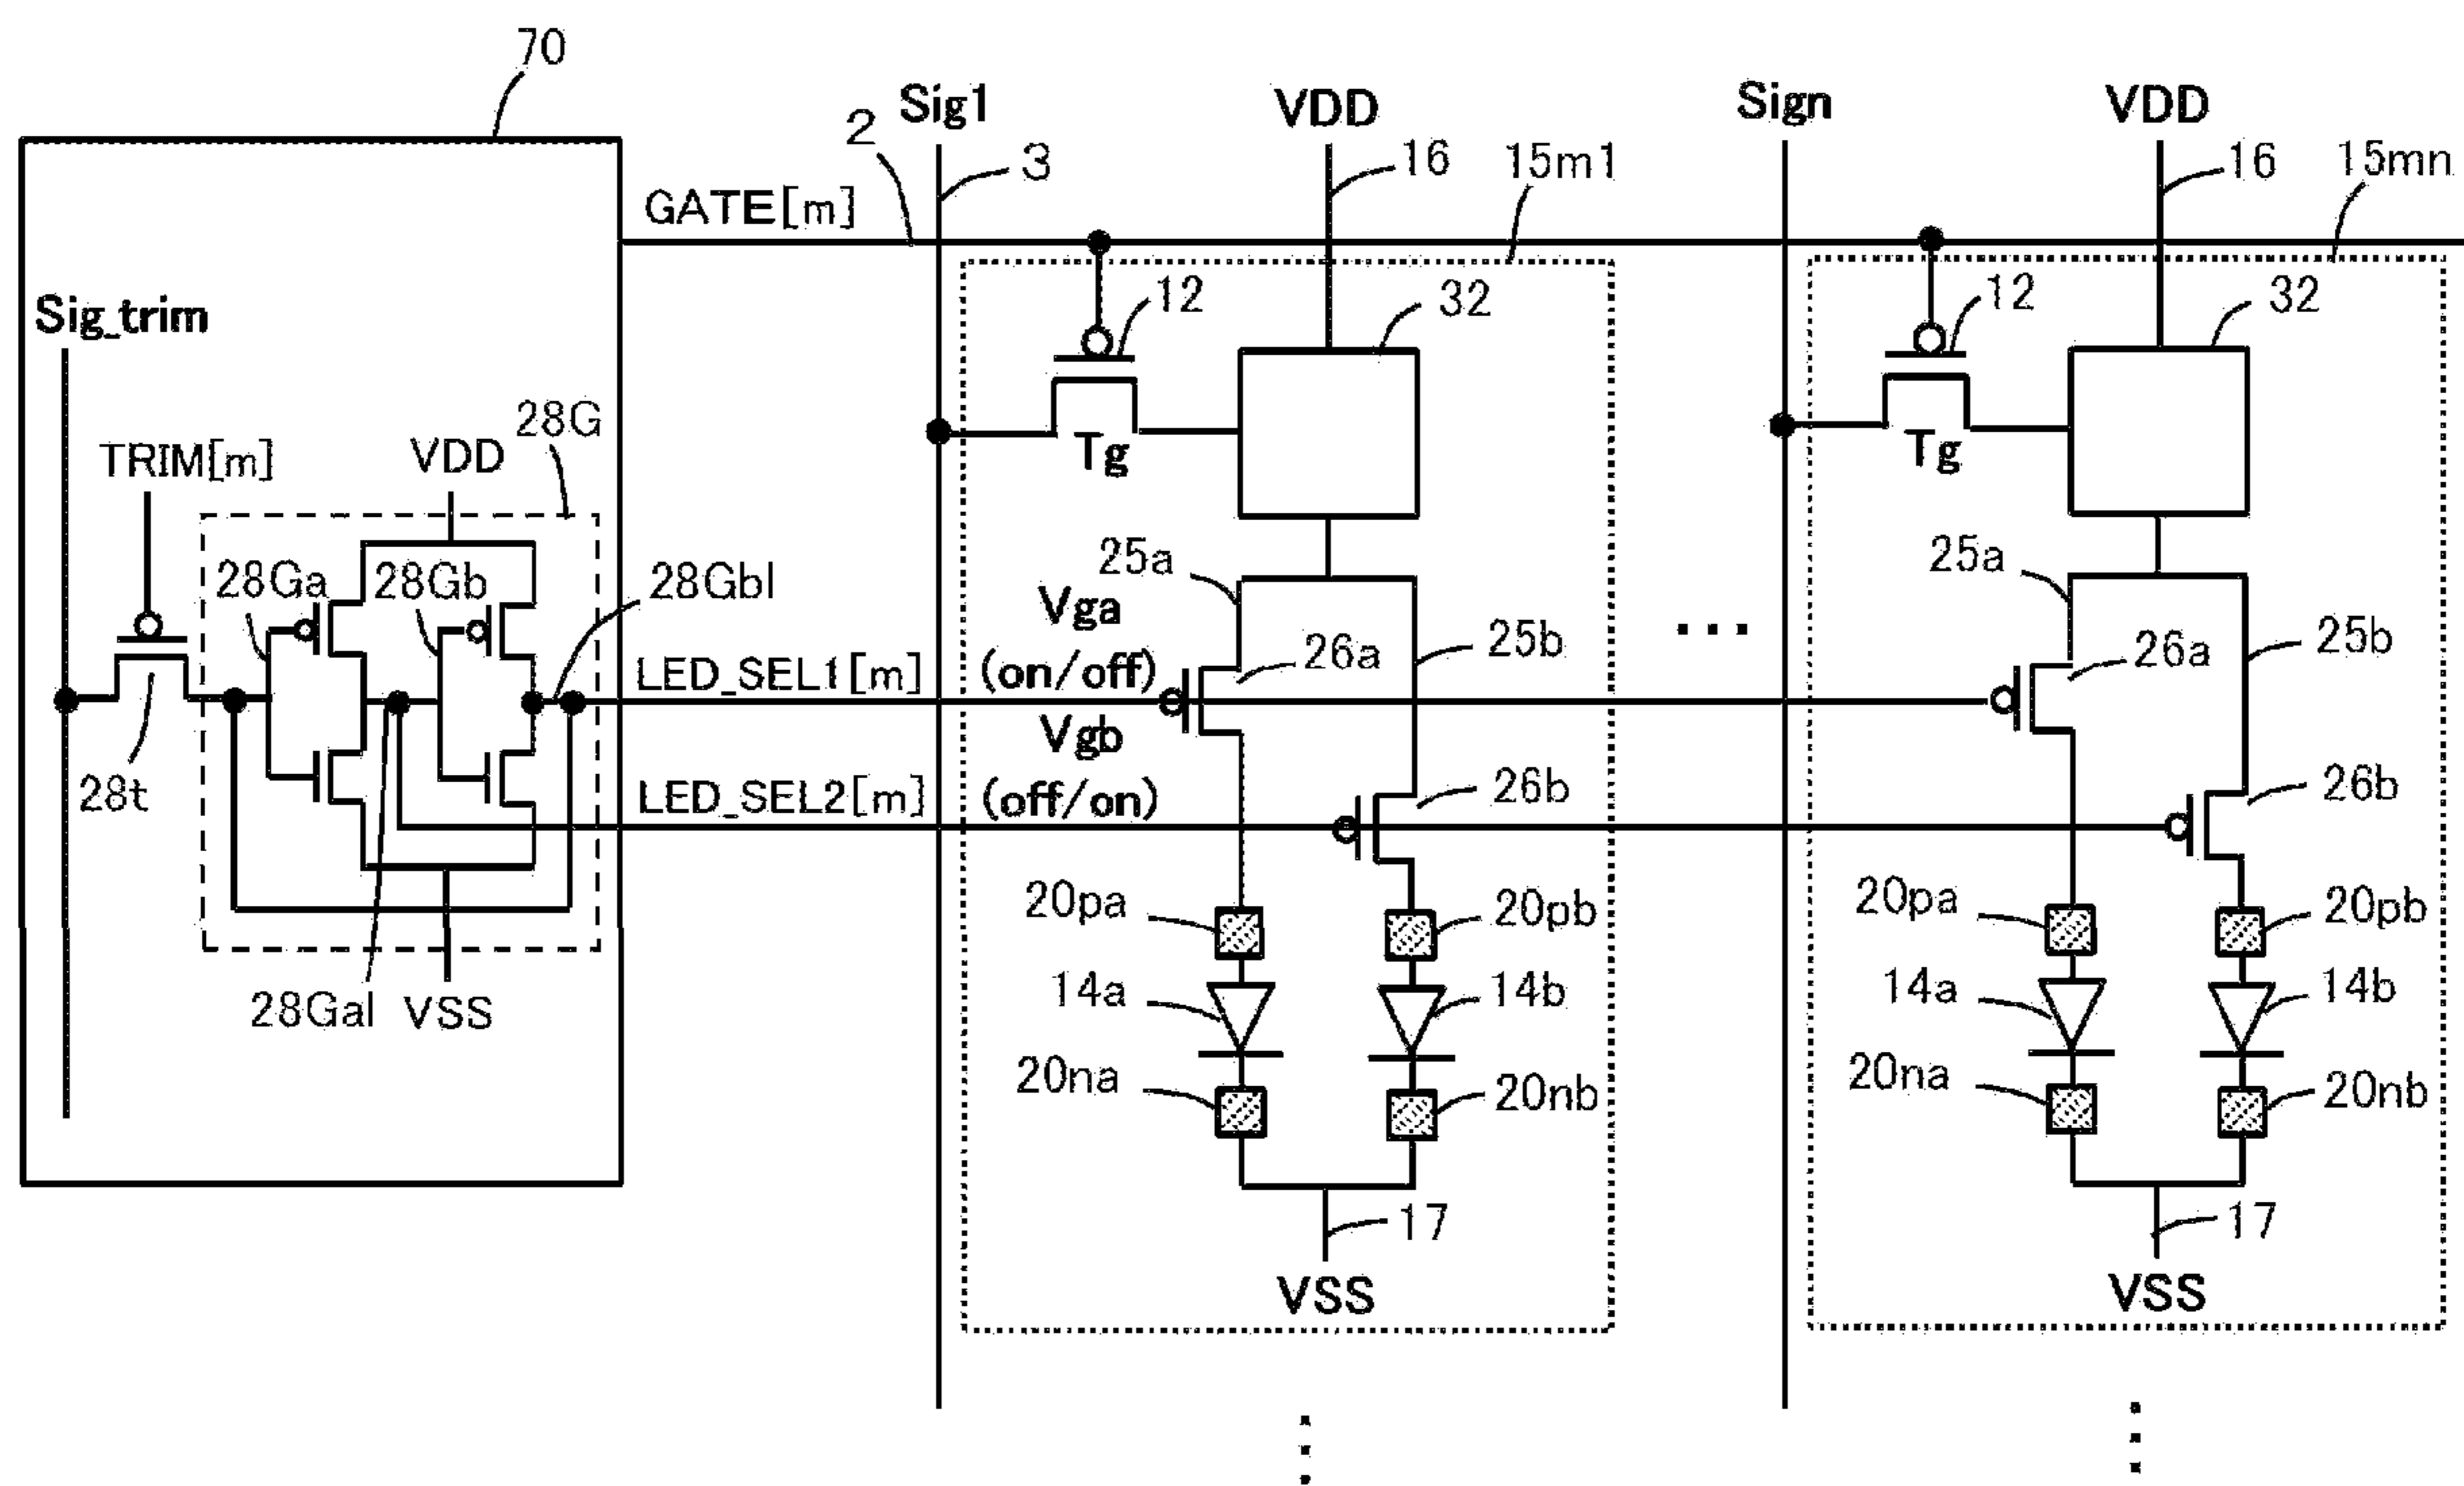 70
Sig1
VDD
Sign
VDD
2
3
16
15m1
16
15mn
GATE[m]
Sig_trim
12
32
12
32
28G
TRIM[m]
VDD
Tg
Tg
25a
25a
28Ga
28Gb
28Gbl
Vga
(on/off)
26a
25b
...
26a
25b
LED_SEL1[m]
Vgb
(off/on)
28t
LED_SEL2[m]
26b
26b
20pa
20pb
20pa
20pb
28Gal
VSS
14a
14b
14a
14b
20na
20nb
20na
20nb
17
17
VSS
VSS